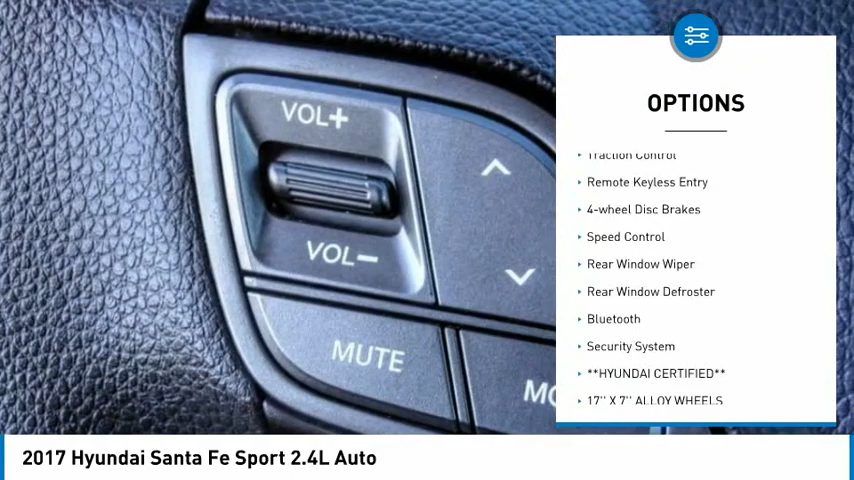 VOL+
VOL−
MUTE
OPTIONS
Traction Control
Remote Keyless Entry
4-wheel Disc Brakes
Speed Control
Rear Window Wiper
Rear Window Defroster
Bluetooth
Security System
**HYUNDAI CERTIFIED**
17'' X 7'' ALLOY WHEELS
2017 Hyundai Santa Fe Sport 2.4L Auto